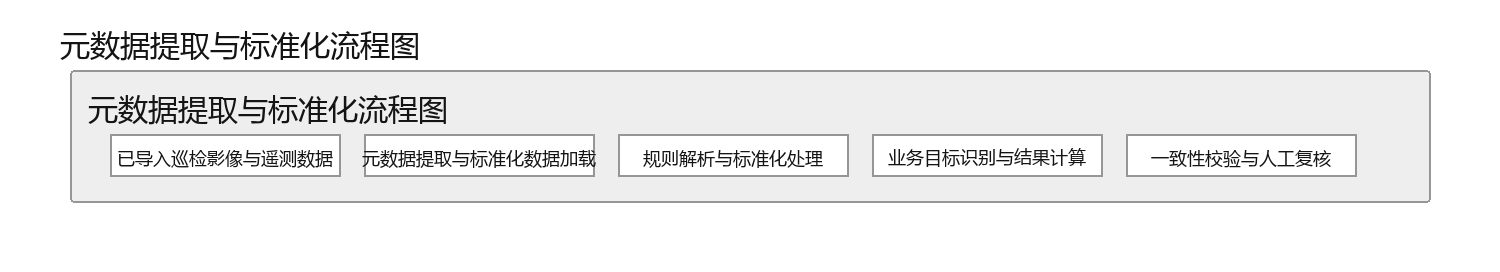 元数据提取与标准化流程图
元数据提取与标准化流程图
已导入巡检影像与遥测数据
元数据提取与标准化数据加载
规则解析与标准化处理
业务目标识别与结果计算
一致性校验与人工复核